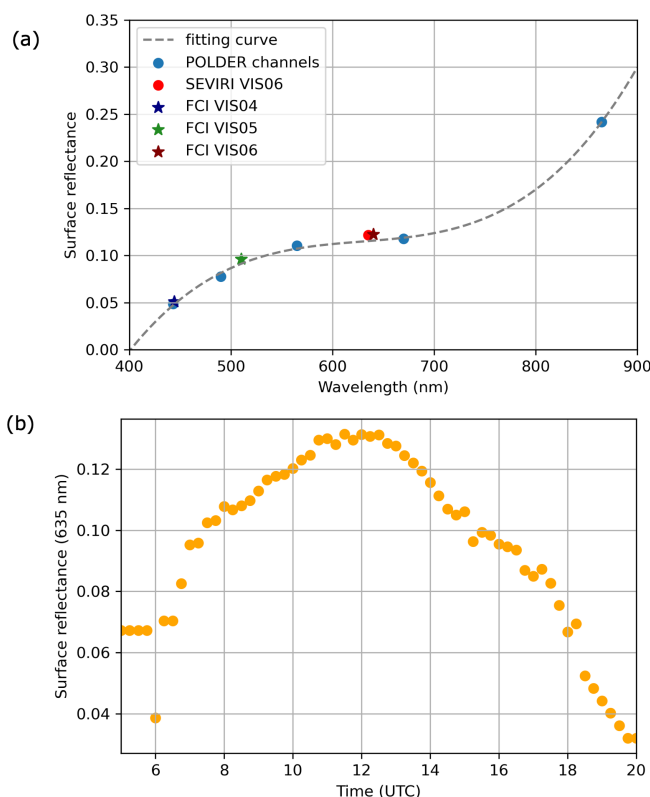 (a)
0.35
0.30
0.25
0.20
0.15
0.10
0.05
0.00
Surface reflectance
fitting curve
POLDER channels
SEVIRI VIS06
FCI VIS04
FCI VIS05
FCI VIS06
400 500 600 700 800 900
Wavelength (nm)
(b)
0.12
0.10
0.08
0.06
0.04
Surface reflectance (635 nm)
6 8 10 12 14 16 18 20
Time (UTC)